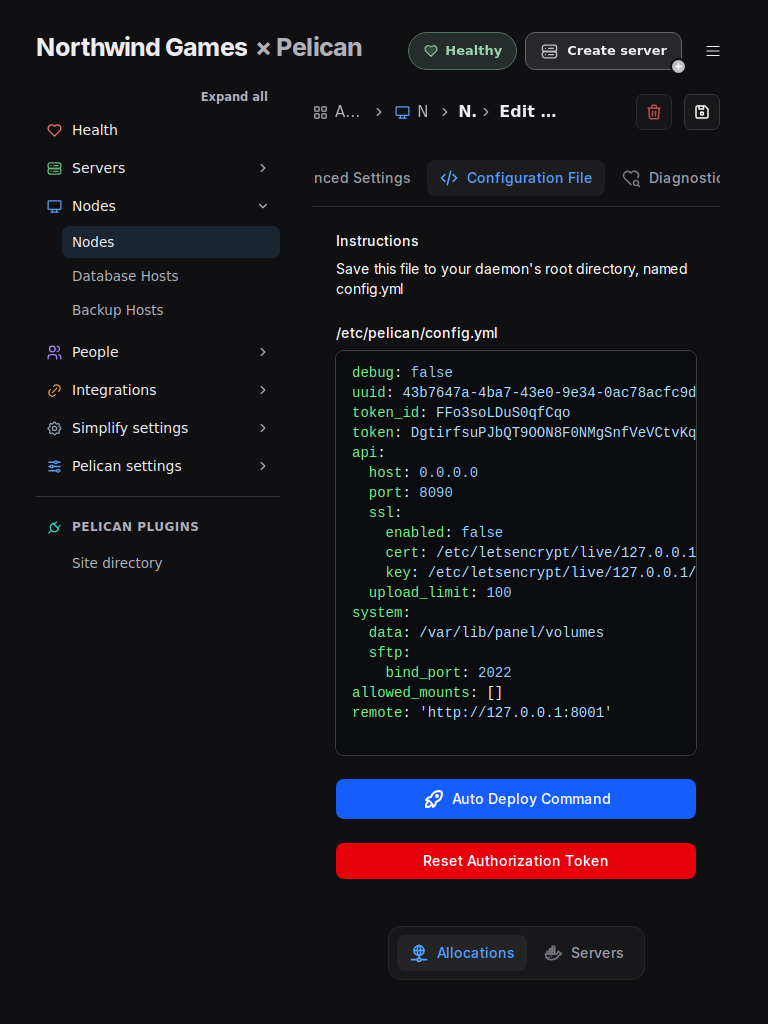 Northwind Games × Pelican
Healthy
Create server
Expand all
Health
Servers
Nodes
Nodes
Database Hosts
Backup Hosts
People
Integrations
Simplify settings
Pelican settings
PELICAN PLUGINS
Site directory
A... > N > N. > Edit ...
nced Settings
Configuration File
Diagnostic
Instructions
Save this file to your daemon's root directory, named
config.yml
/etc/pelican/config.yml
debug: false
uuid: 43b7647a-4ba7-43e0-9e34-0ac78acfc9d
token_id: FFo3soLDuS0qfCqo
token: DgtirfsuPJbQT9OON8F0NMgSnfVeVCtvKq
api:
  host: 0.0.0.0
  port: 8090
  ssl:
    enabled: false
    cert: /etc/letsencrypt/live/127.0.0.1
    key: /etc/letsencrypt/live/127.0.0.1/
  upload_limit: 100
system:
  data: /var/lib/panel/volumes
  sftp:
    bind_port: 2022
allowed_mounts: []
remote: 'http://127.0.0.1:8001'
Auto Deploy Command
Reset Authorization Token
Allocations
Servers